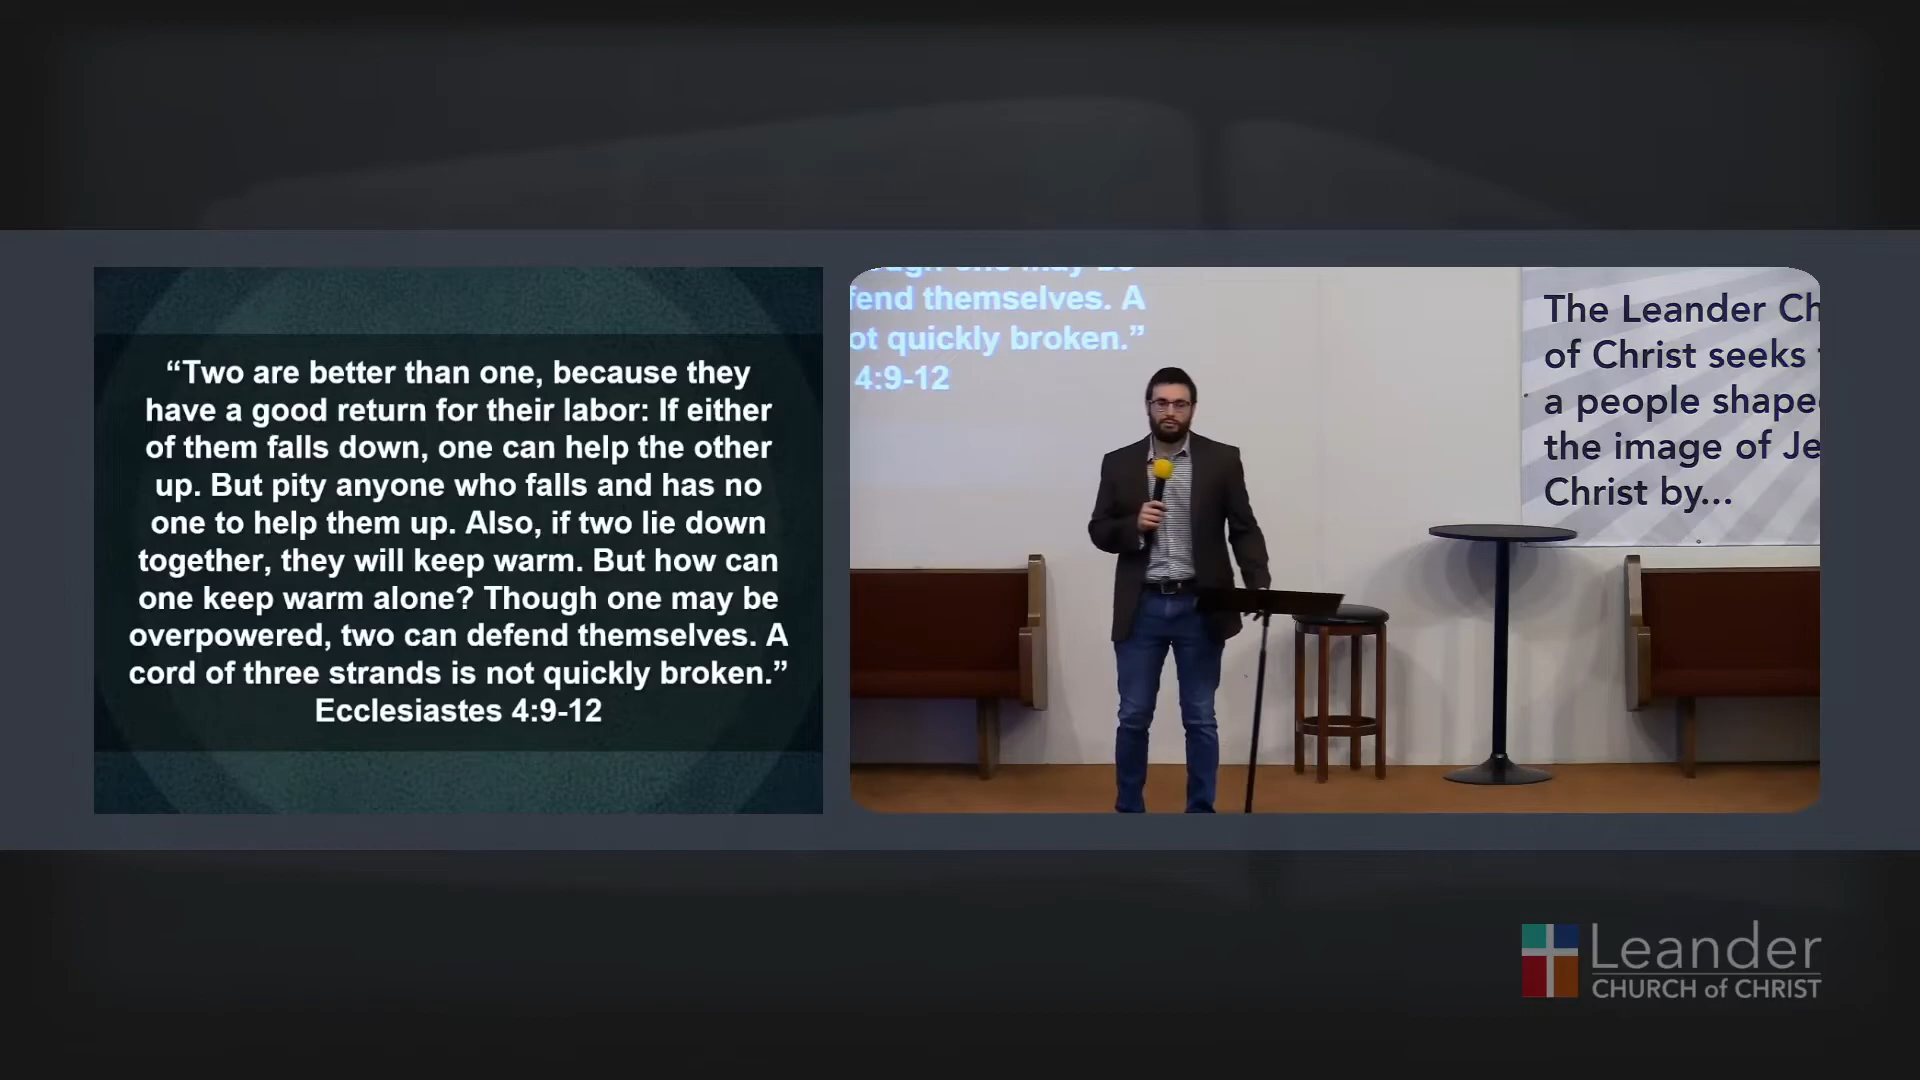 “Two are better than one, because they
have a good return for their labor: If either
of them falls down, one can help the other
up. But pity anyone who falls and has no
one to help them up. Also, if two lie down
together, they will keep warm. But how can
one keep warm alone? Though one may be
overpowered, two can defend themselves. A
cord of three strands is not quickly broken.”
Ecclesiastes 4:9-12
fend themselves. A
ot quickly broken.”
4:9-12
The Leander Ch
of Christ seeks
a people shape
the image of Je
Christ by...
Leander
CHURCH of CHRIST